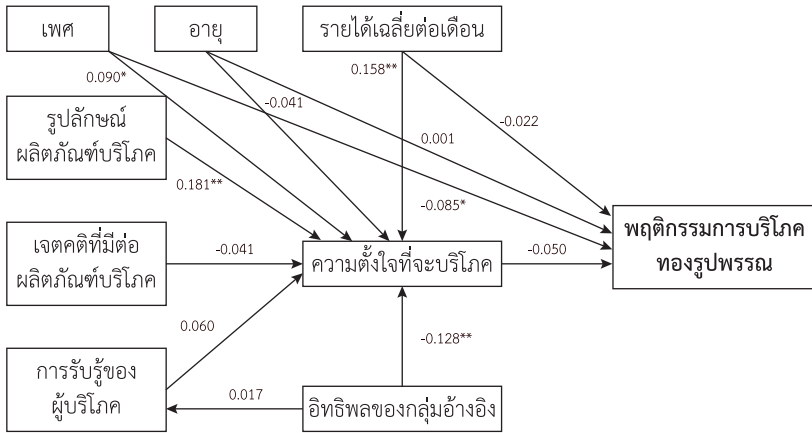 เพศ
อายุ
รายได้เฉลี่ยต่อเดือน
0.090*
-0.041
0.158**
-0.022
รูปลักษณ์
ผลิตภัณฑ์บริโภค
0.001
0.181**
-0.085*
เจตคติที่มีต่อ
ผลิตภัณฑ์บริโภค
-0.041
ความตั้งใจที่จะบริโภค
-0.050
พฤติกรรมการบริโภค
ทองรูปพรรณ
0.060
-0.128**
การรับรู้ของ
ผู้บริโภค
0.017
อิทธิพลของกลุ่มอ้างอิง